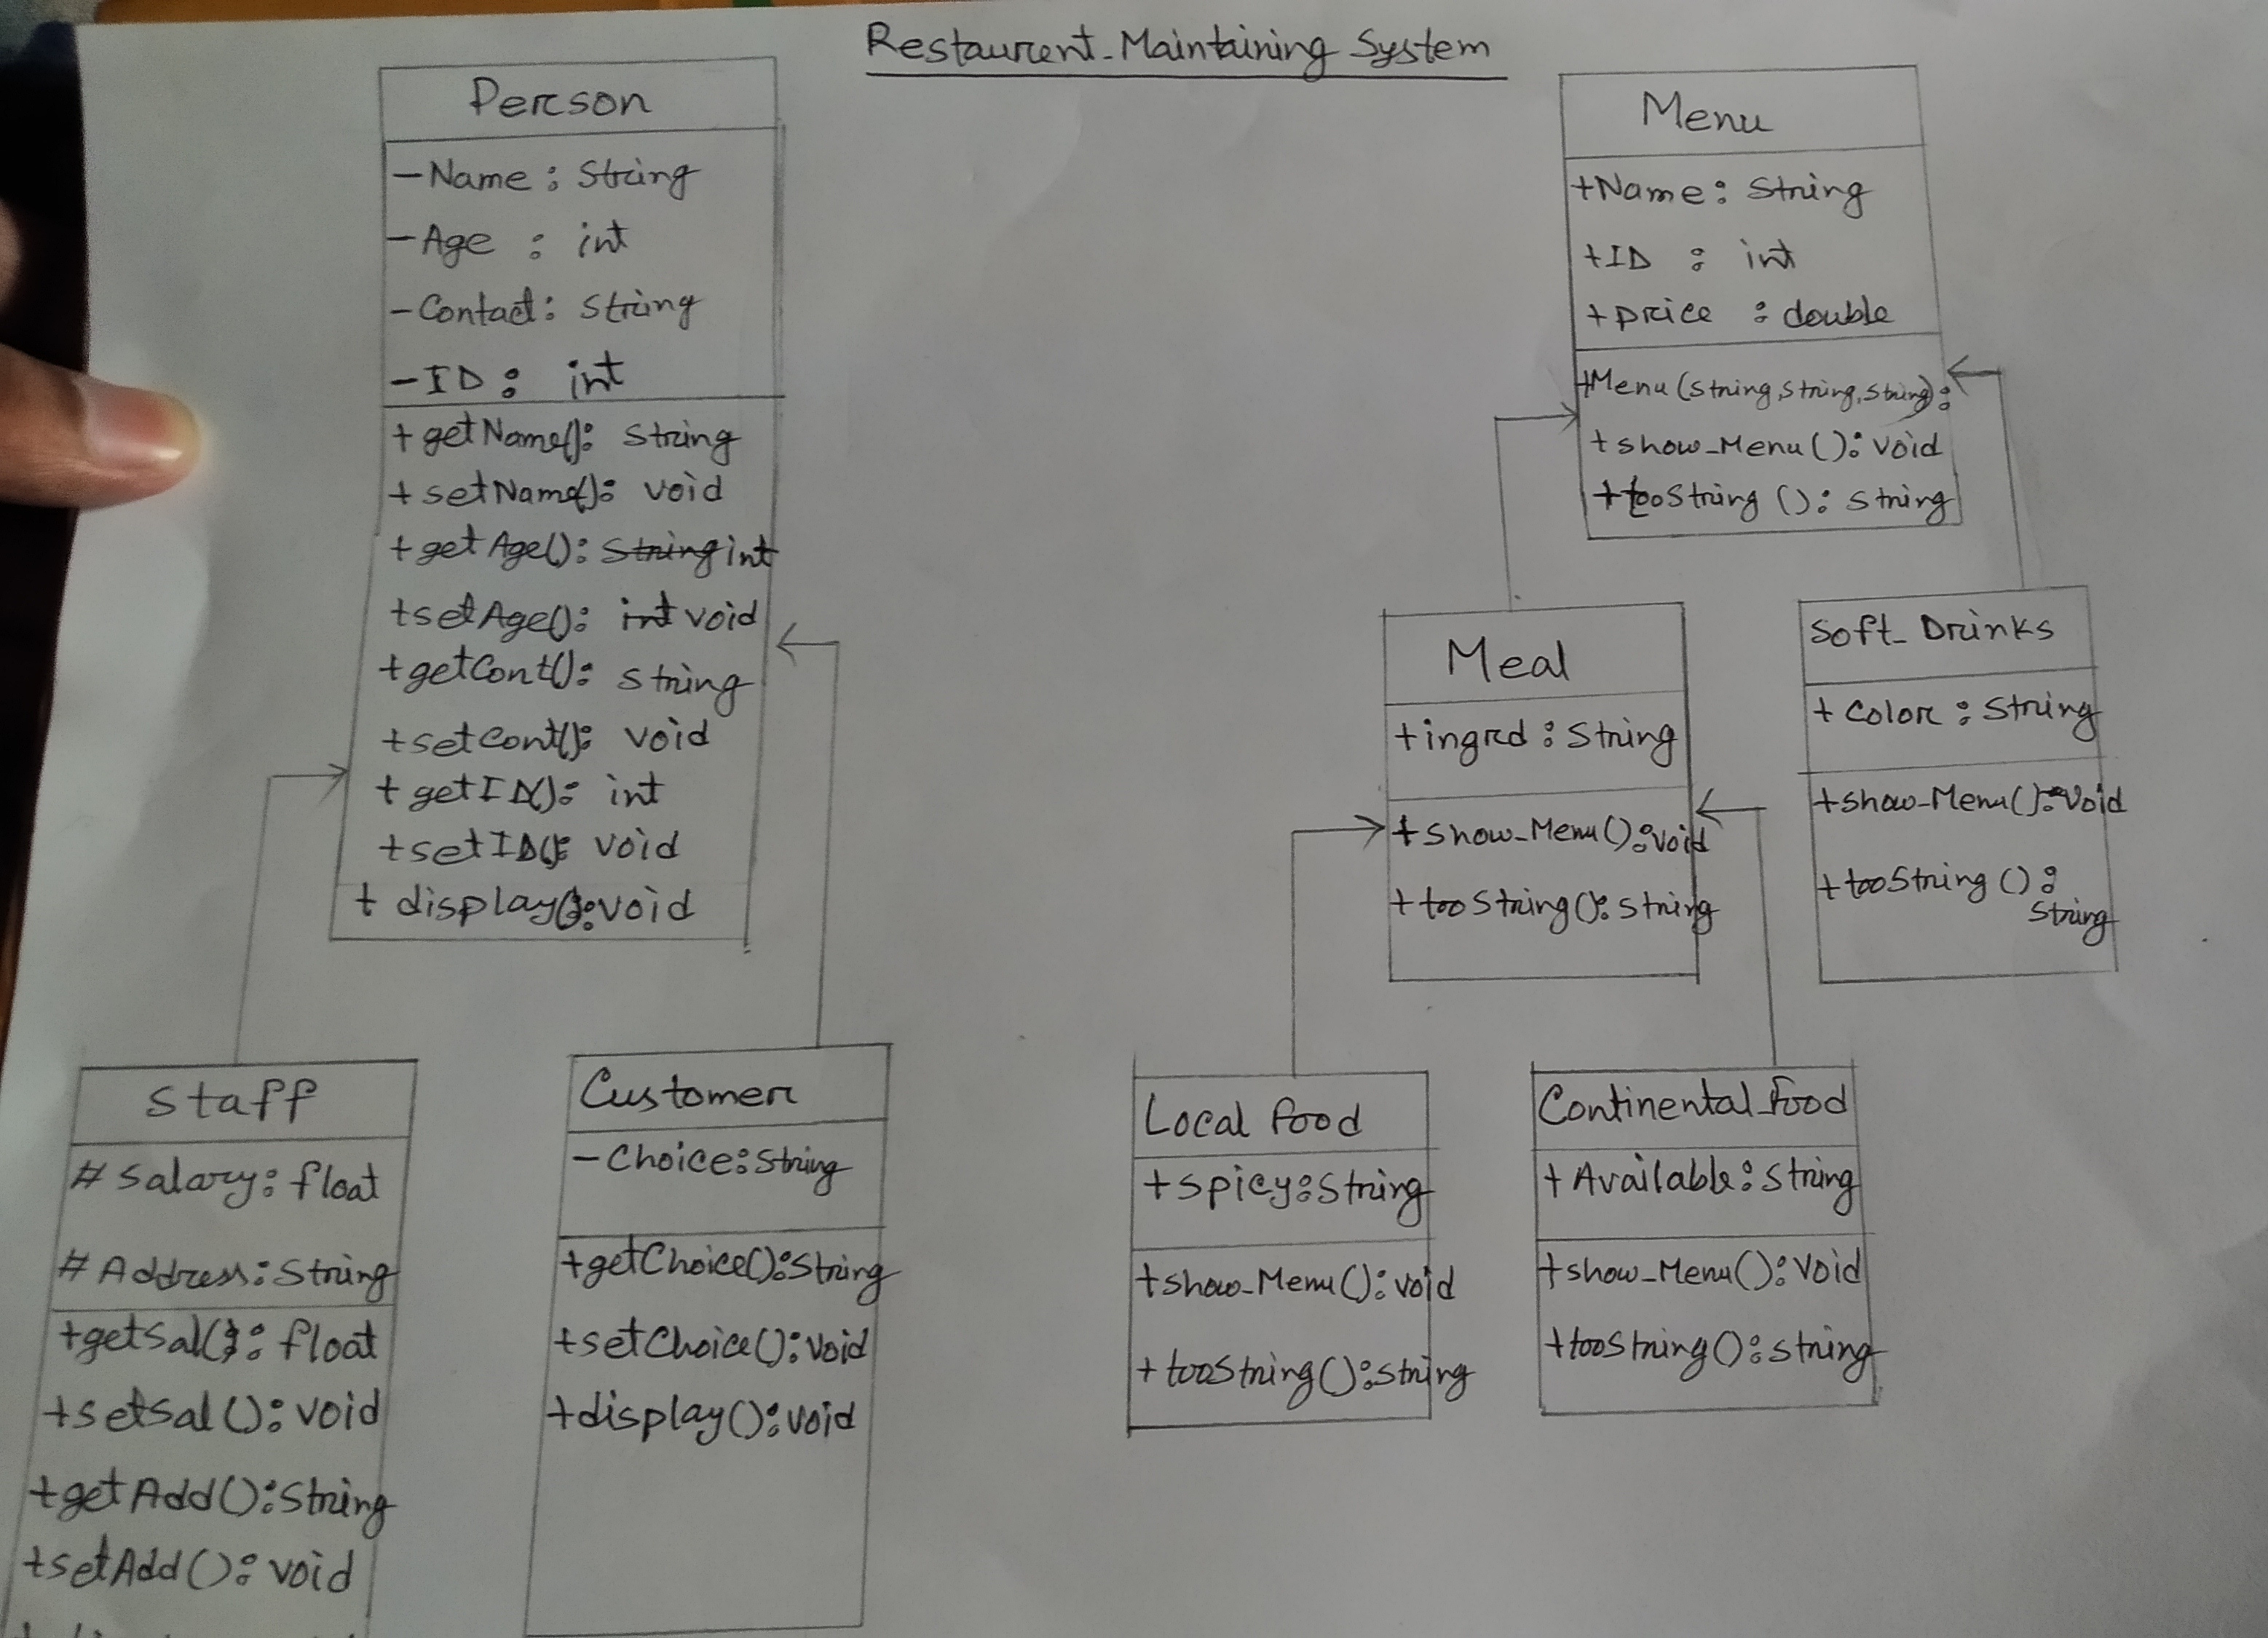 Restaurent_Maintaining System
Person
-Name : String
-Age : int
-Contact: String
-ID : int
+ getName(): String
+ setName(): void
+ getAge(): String int
+setAge(): int void
+getCont(): string
+setCont(): void
+ getID(): int
+setID(): void
+ display():void
Staff
# Salary: float
# Address: String
+getSal(): float
+setSal(): void
+getAdd():String
+setAdd(): void
Customer
-Choice:String
+getChoice():String
+setChoice():void
+display():void
Menu
+Name: String
+ID : int
+price : double
+Menu(String,String,String):
+show_Menu(): void
+tooString (): String
Meal
+ingrd : String
+show_Menu():void
+tooString(): String
Soft_Drinks
+ Color : String
+show_Menu():Void
+tooString () :
String
Local food
+spicy:String
+show_Menu(): void
+tooString():String
Continental_food
+Available:String
+show_Menu(): void
+tooString():String